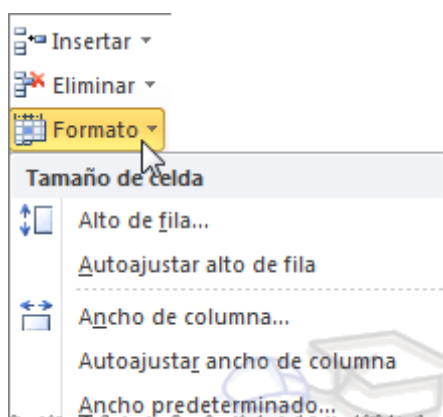 Insertar
Eliminar
Formato
Tamaño de celda
Alto de fila...
Autoajustar alto de fila
Ancho de columna...
Autoajustar ancho de columna
Ancho predeterminado...